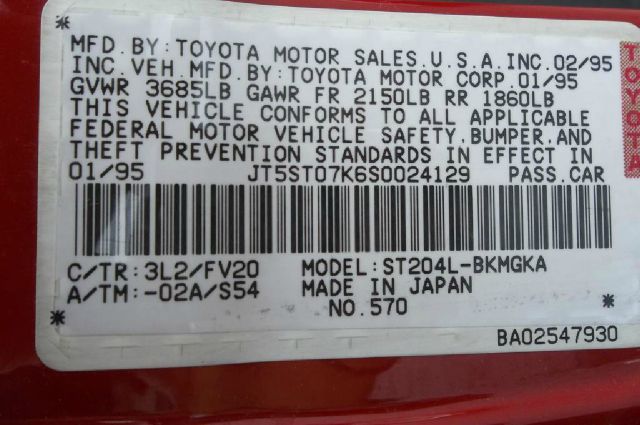 MFD. BY: TOYOTA MOTOR SALES. U.S.A. INC. 02/95
INC. VEH. MFD. BY: TOYOTA MOTOR CORP. 01/95
GVWR 3685LB GAWR FR 2150LB RR 1860LB
THIS VEHICLE CONFORMS TO ALL APPLICABLE
FEDERAL MOTOR VEHICLE SAFETY, BUMPER, AND
THEFT PREVENTION STANDARDS IN EFFECT IN
01/95 JT5ST07K6S0024129 PASS. CAR
C/TR: 3L2/FV20 MODEL: ST204L-BKMGKA
A/TM: -02A/S54 MADE IN JAPAN
NO. 570
BA02547930
TOYOTA